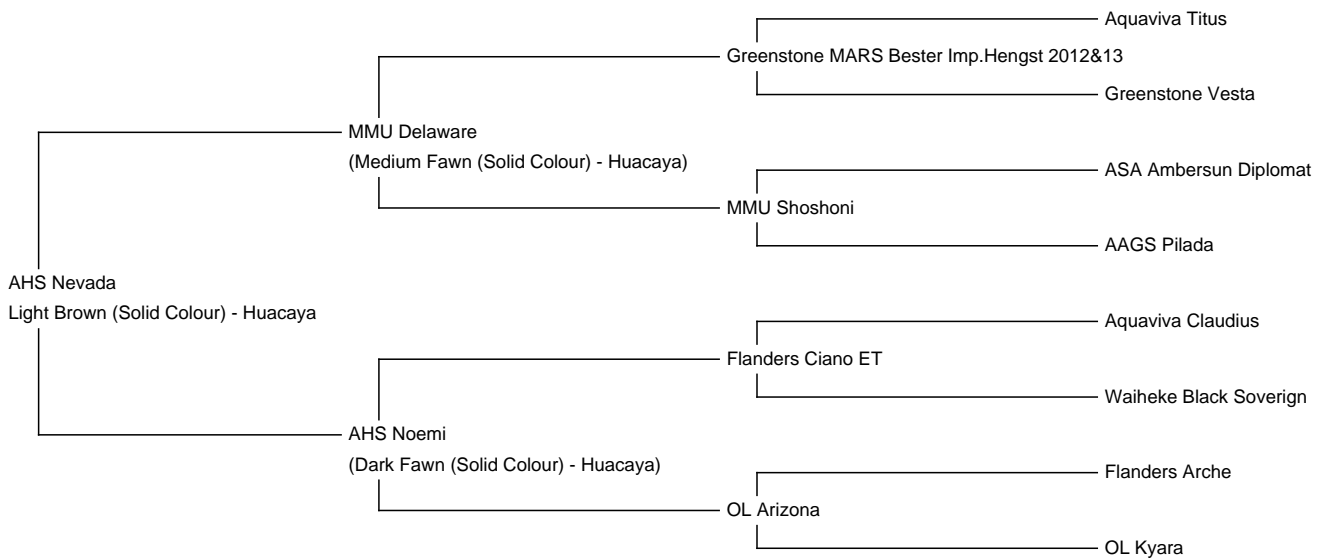 Aquaviva Titus
Greenstone MARS Bester Imp.Hengst 2012&13
Greenstone Vesta
MMU Delaware
(Medium Fawn (Solid Colour) - Huacaya)
ASA Ambersun Diplomat
MMU Shoshoni
AAGS Pilada
AHS Nevada
Light Brown (Solid Colour) - Huacaya
Aquaviva Claudius
Flanders Ciano ET
Waiheke Black Soverign
AHS Noemi
(Dark Fawn (Solid Colour) - Huacaya)
Flanders Arche
OL Arizona
OL Kyara